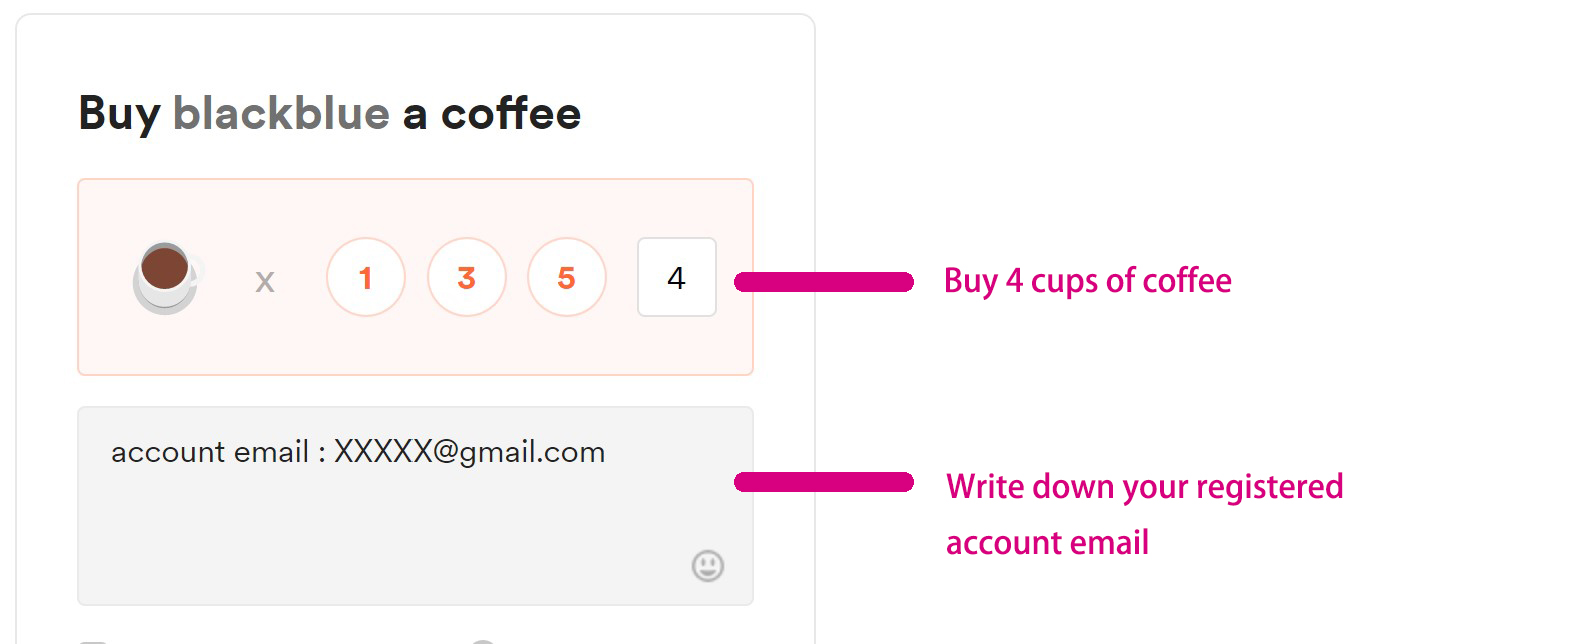 Buy blackblue a coffee
x 1 3 5 4
Buy 4 cups of coffee
account email : XXXXX@gmail.com
Write down your registered
account email